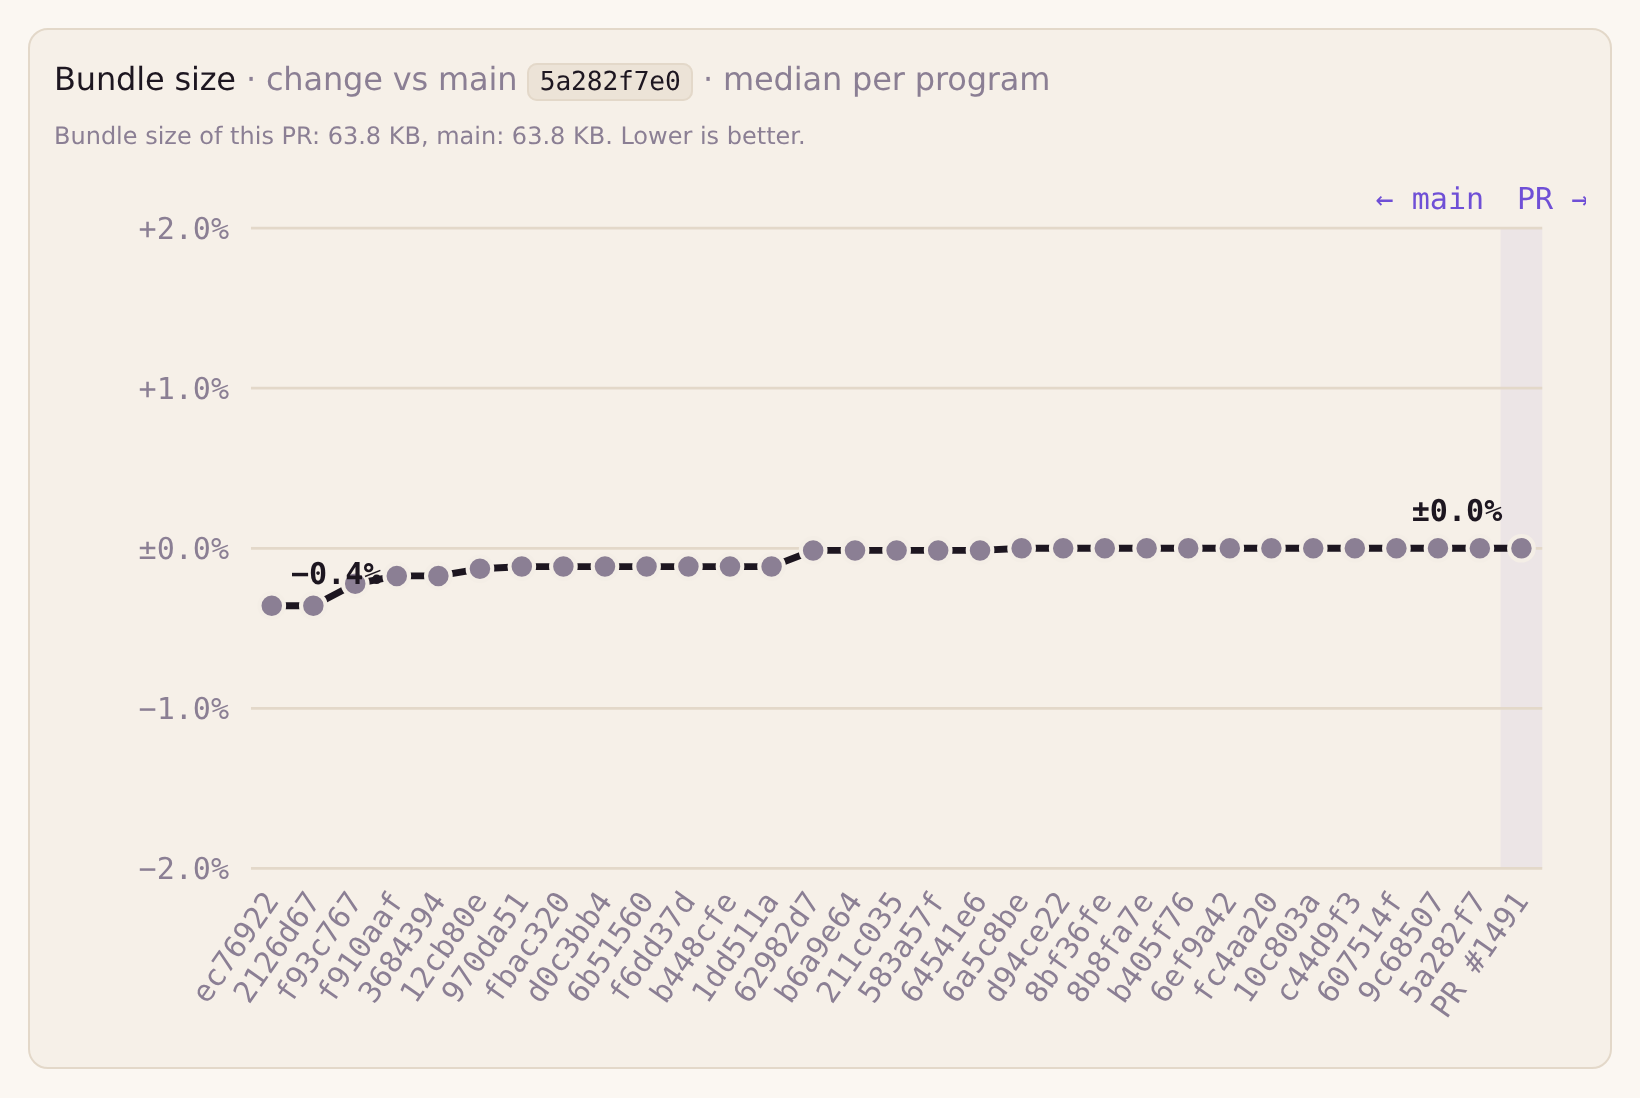 Bundle size · change vs main 5a282f7e0 · median per program
Bundle size of this PR: 63.8 KB, main: 63.8 KB. Lower is better.
← main PR →
+2.0%
+1.0%
±0.0%
−1.0%
−2.0%
−0.4%
±0.0%
ec76922
2126d67
f93c767
f910aaf
3684394
12cb80e
970da51
fbac320
d0c3bb4
6b51560
f6dd37d
b448cfe
1dd511a
62982d7
b6a9e64
211c035
583a57f
64541e6
6a5c8be
d94ce22
8bf36fe
8b8fa7e
b405f76
6ef9a42
fc4aa20
10c803a
c44d9f3
607514f
9c68507
5a282f7
PR #1491